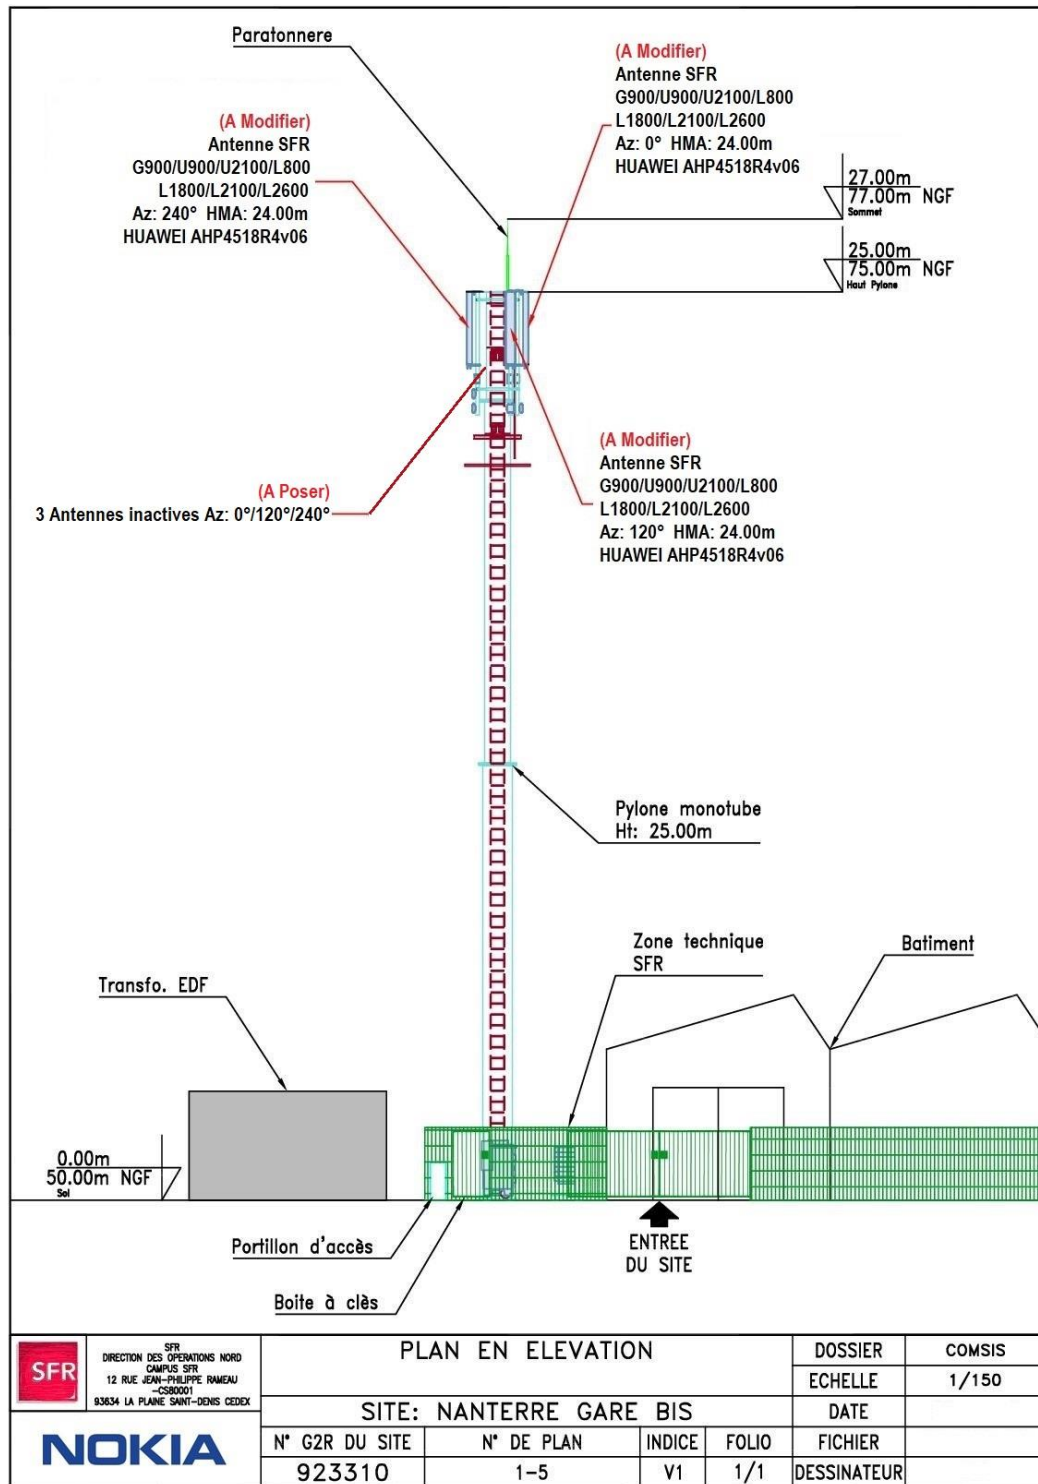 Paratonnere
(A Modifier)
Antenne SFR
G900/U900/U2100/L800
L1800/L2100/L2600
Az: 0° HMA: 24.00m
HUAWEI AHP4518R4v06
(A Modifier)
Antenne SFR
G900/U900/U2100/L800
L1800/L2100/L2600
Az: 240° HMA: 24.00m
HUAWEI AHP4518R4v06
27.00m
77.00m NGF
Sommet
25.00m
75.00m NGF
Haut Pylone
(A Modifier)
Antenne SFR
G900/U900/U2100/L800
L1800/L2100/L2600
Az: 120° HMA: 24.00m
HUAWEI AHP4518R4v06
(A Poser)
3 Antennes inactives Az: 0°/120°/240°
Pylone monotube
Ht: 25.00m
Zone technique
SFR
Batiment
Transfo. EDF
0.00m
50.00m NGF
Sol
Portillon d'accès
ENTREE
DU SITE
Boite à clès
SFR
SFR
DIRECTION DES OPERATIONS NORD
CAMPUS SFR
12 RUE JEAN-PHILIPPE RAMEAU
-CS80001
93634 LA PLAINE SAINT-DENIS CEDEX
NOKIA
PLAN EN ELEVATION
SITE: NANTERRE GARE BIS
N° G2R DU SITE
N° DE PLAN
INDICE
FOLIO
923310
1-5
V1
1/1
DOSSIER
COMSIS
ECHELLE
1/150
DATE
FICHIER
DESSINATEUR